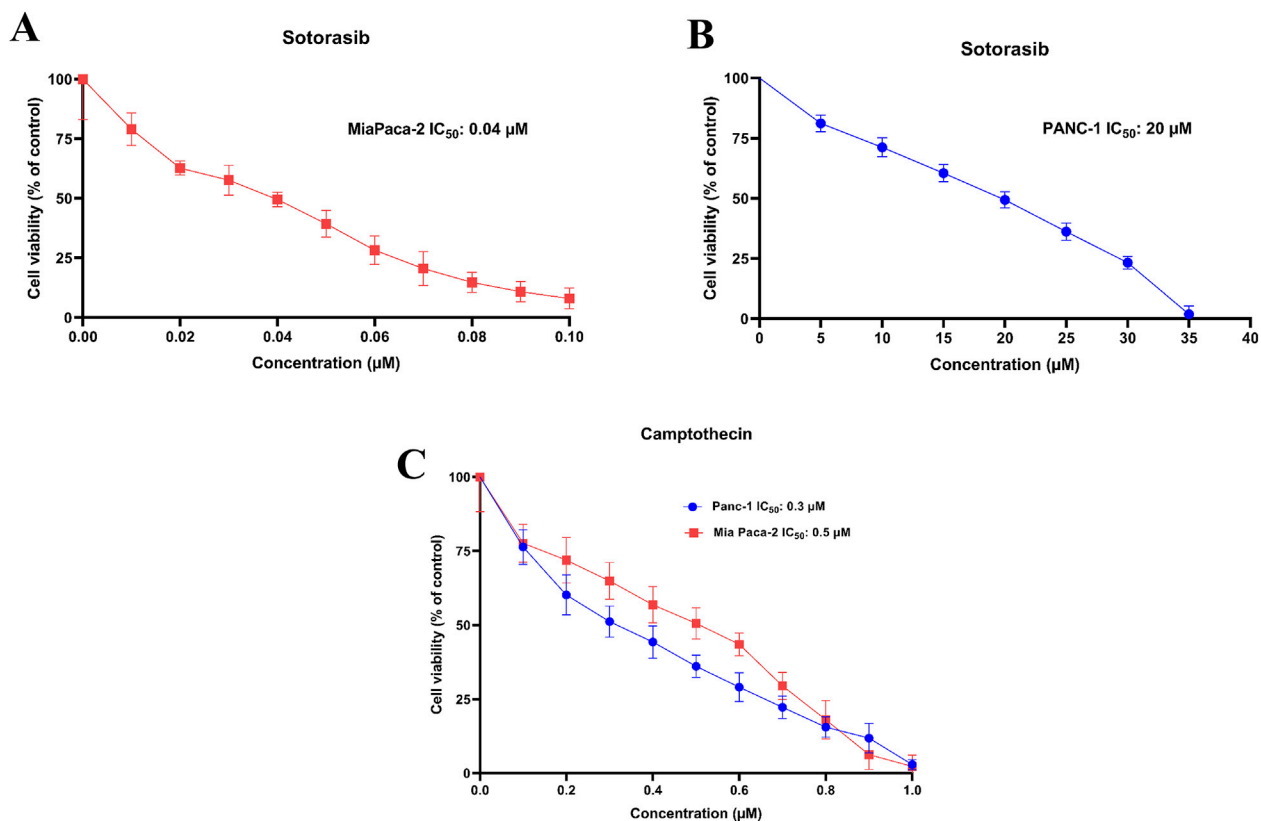 A
Sotorasib
Cell viability (% of control)
100
75
50
25
0
MiaPaca-2 IC₅₀: 0.04 µM
0.00
0.02
0.04
0.06
0.08
0.10
Concentration (µM)
B
Sotorasib
Cell viability (% of control)
100
75
50
25
0
PANC-1 IC₅₀: 20 µM
0
5
10
15
20
25
30
35
40
Concentration (µM)
C
Camptothecin
Cell viability (% of control)
100
75
50
25
0
Panc-1 IC₅₀: 0.3 µM
Mia Paca-2 IC₅₀: 0.5 µM
0.0
0.2
0.4
0.6
0.8
1.0
Concentration (µM)